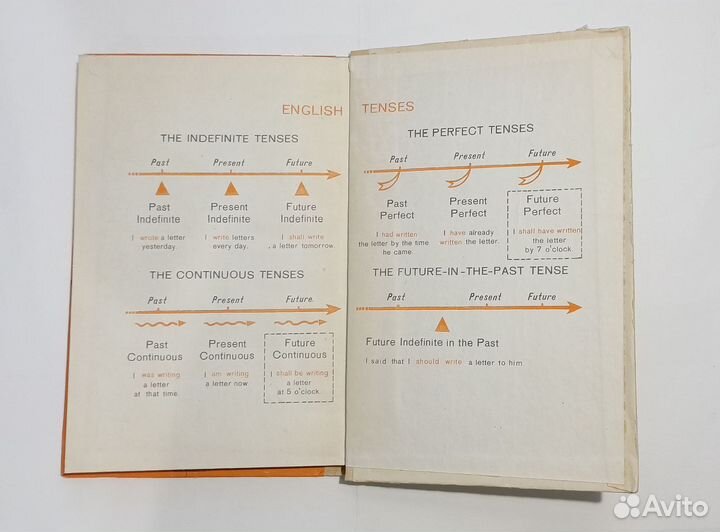 ENGLISH TENSES
THE INDEFINITE TENSES
Past Present Future
Past Indefinite
I wrote a letter
yesterday.
Present Indefinite
I write letters
every day.
Future Indefinite
I shall write
a letter tomorrow.
THE CONTINUOUS TENSES
Past Present Future
Past Continuous
I was writing
a letter
at that time.
Present Continuous
I am writing
a letter now
Future Continuous
I shall be writing
a letter
at 5 o'clock.
THE PERFECT TENSES
Past Present Future
Past Perfect
I had written
the letter by the time
he came.
Present Perfect
I have already
written the letter.
Future Perfect
I shall have written
the letter
by 7 o'clock.
THE FUTURE-IN-THE-PAST TENSE
Past Present Future
Future Indefinite in the Past
I said that I should write a letter to him
Avito